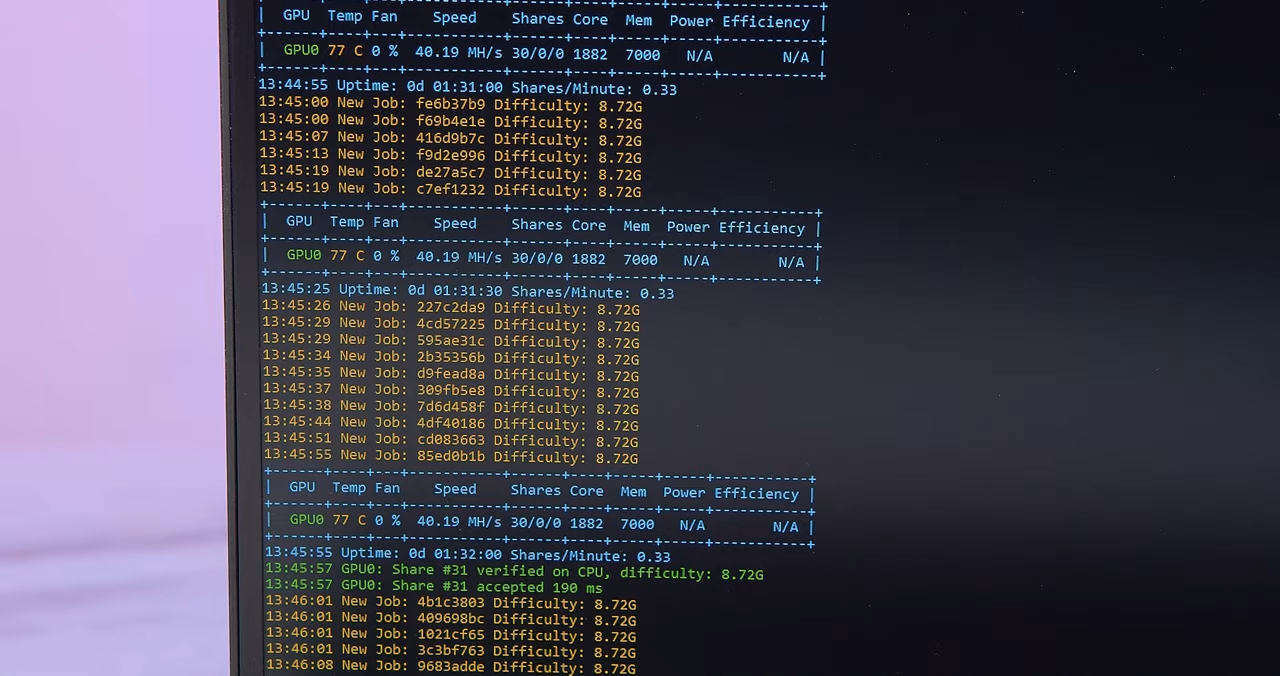 | GPU Temp Fan Speed Shares Core Mem Power Efficiency |
| GPU0 77 C 0 % 40.19 MH/s 30/0/0 1882 7000 N/A N/A |
13:44:55 Uptime: 0d 01:31:00 Shares/Minute: 0.33
13:45:00 New Job: fe6b37b9 Difficulty: 8.72G
13:45:00 New Job: f69b4e1e Difficulty: 8.72G
13:45:07 New Job: 416d9b7c Difficulty: 8.72G
13:45:13 New Job: f9d2e996 Difficulty: 8.72G
13:45:19 New Job: de27a5c7 Difficulty: 8.72G
13:45:19 New Job: c7ef1232 Difficulty: 8.72G
| GPU Temp Fan Speed Shares Core Mem Power Efficiency |
| GPU0 77 C 0 % 40.19 MH/s 30/0/0 1882 7000 N/A N/A |
13:45:25 Uptime: 0d 01:31:30 Shares/Minute: 0.33
13:45:26 New Job: 227c2da9 Difficulty: 8.72G
13:45:29 New Job: 4cd57225 Difficulty: 8.72G
13:45:29 New Job: 595ae31c Difficulty: 8.72G
13:45:34 New Job: 2b35356b Difficulty: 8.72G
13:45:35 New Job: d9fead8a Difficulty: 8.72G
13:45:37 New Job: 309fb5e8 Difficulty: 8.72G
13:45:38 New Job: 7d6d458f Difficulty: 8.72G
13:45:44 New Job: 4df40186 Difficulty: 8.72G
13:45:51 New Job: cd083663 Difficulty: 8.72G
13:45:55 New Job: 85ed0b1b Difficulty: 8.72G
| GPU Temp Fan Speed Shares Core Mem Power Efficiency |
| GPU0 77 C 0 % 40.19 MH/s 30/0/0 1882 7000 N/A N/A |
13:45:55 Uptime: 0d 01:32:00 Shares/Minute: 0.33
13:45:57 GPU0: Share #31 verified on CPU, difficulty: 8.72G
13:45:57 GPU0: Share #31 accepted 190 ms
13:46:01 New Job: 4b1c3803 Difficulty: 8.72G
13:46:01 New Job: 409698bc Difficulty: 8.72G
13:46:01 New Job: 1021cf65 Difficulty: 8.72G
13:46:01 New Job: 3c3bf763 Difficulty: 8.72G
13:46:08 New Job: 9683adde Difficulty: 8.72G